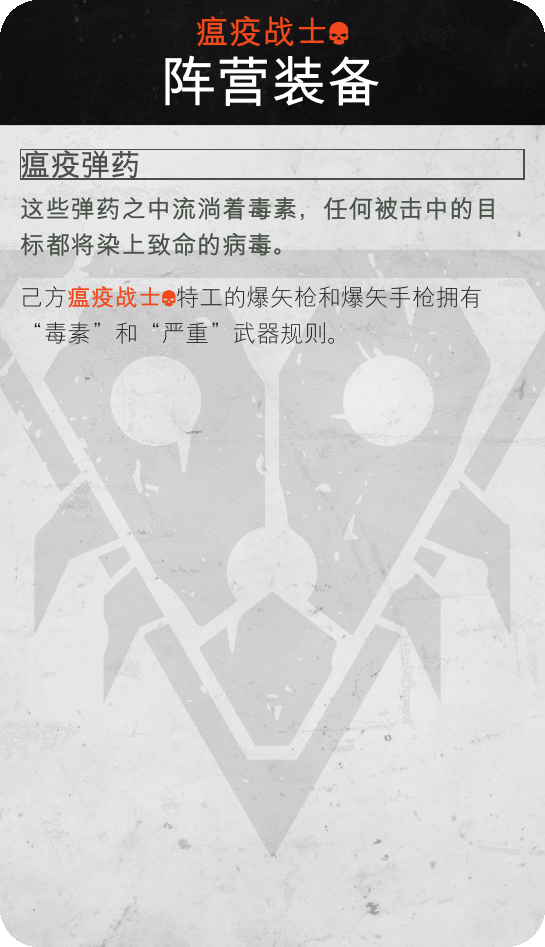 瘟疫战士
阵营装备
瘟疫弹药
这些弹药之中流淌着毒素，任何被击中的目
标都将染上致命的病毒。
己方瘟疫战士特工的爆矢枪和爆矢手枪拥有
“毒素”和“严重”武器规则。